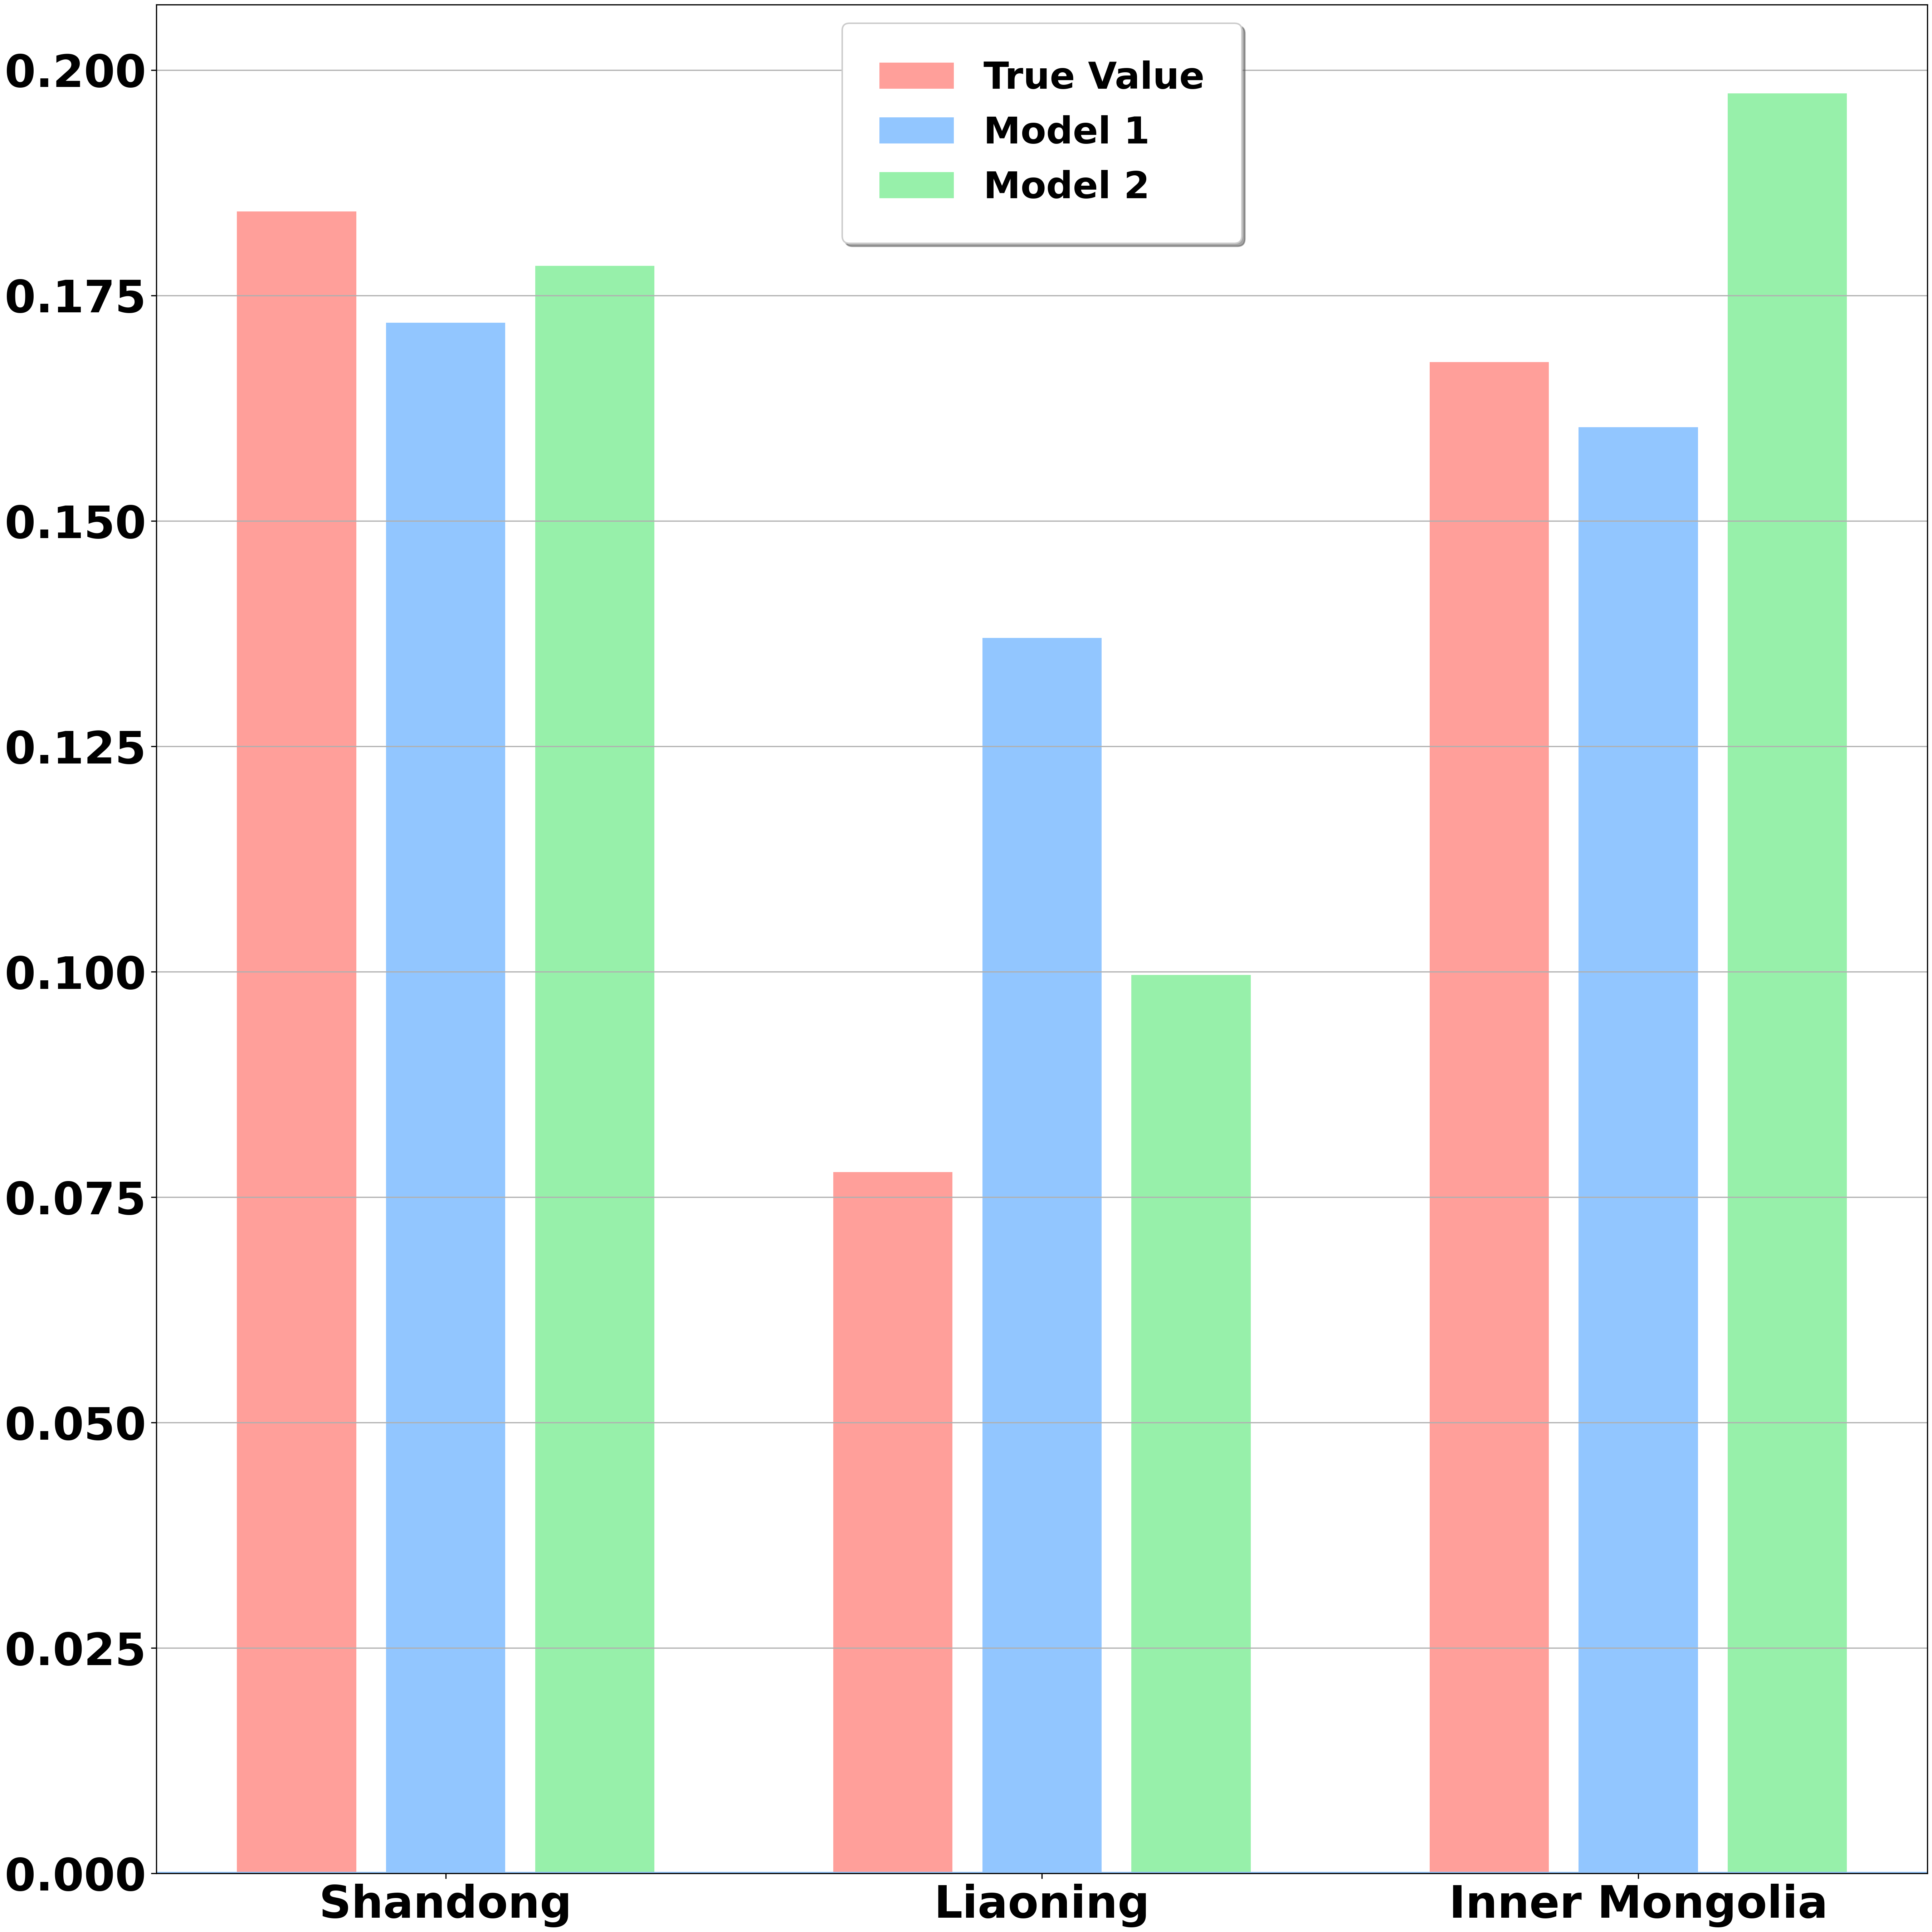 0.200
0.175
0.150
0.125
0.100
0.075
0.050
0.025
0.000
True Value
Model 1
Model 2
Shandong
Liaoning
Inner Mongolia